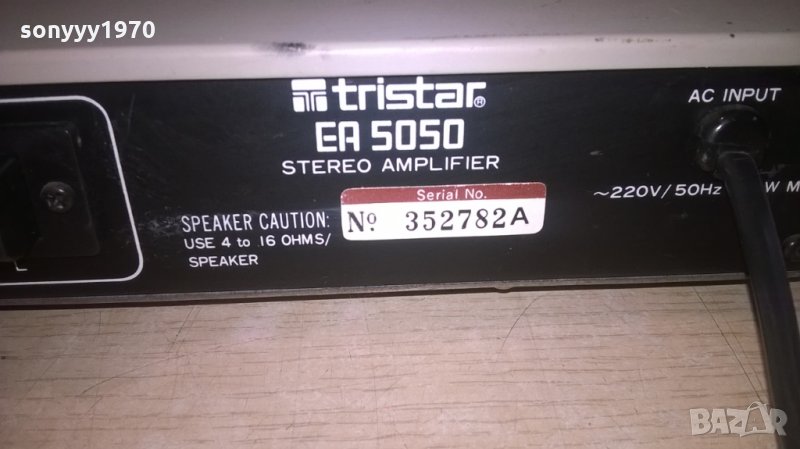 sonyyy1970
tristar®
EA 5050
STEREO AMPLIFIER
AC INPUT
~220V/50Hz
W M
Serial No.
Nº 352782A
SPEAKER CAUTION:
USE 4 to 16 OHMS/
SPEAKER
L
BAZAR